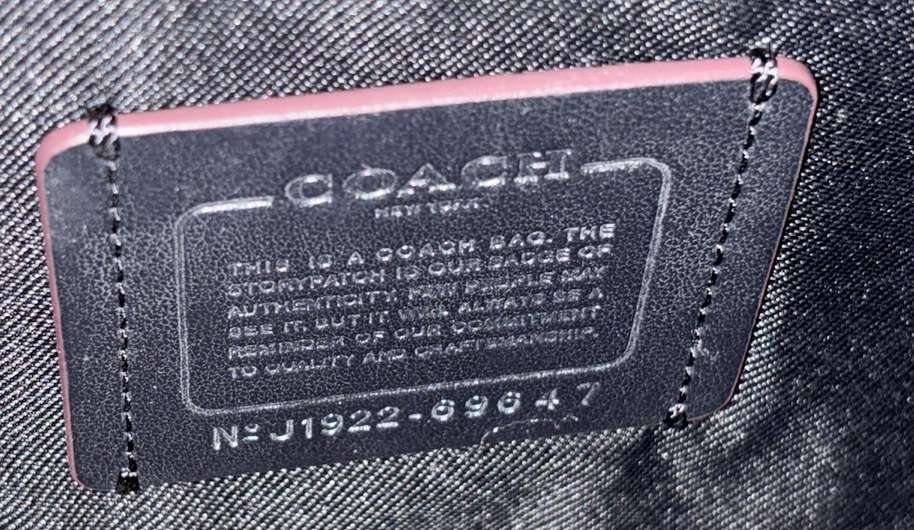 COACH
NEW YORK
THIS IS A COACH BAG. THE
STORYPATCH IS OUR BADGE OF
AUTHENTICITY. FEW PEOPLE MAY
SEE IT, BUT IT WILL ALWAYS BE A
REMINDER OF OUR COMMITMENT
TO QUALITY AND CRAFTSMANSHIP.
Nº J1922-69647